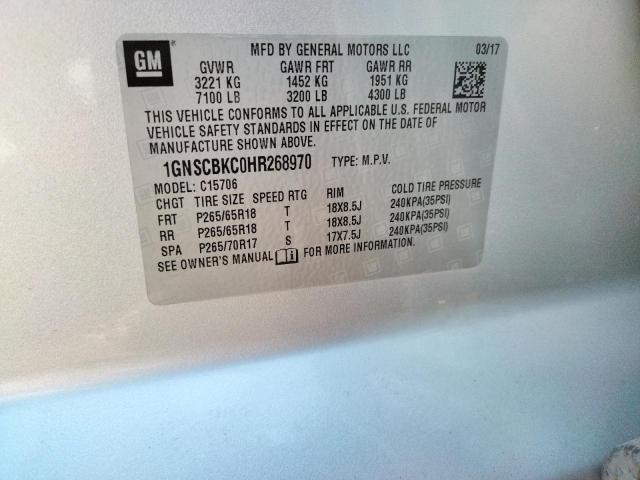 GM
MFD BY GENERAL MOTORS LLC 03/17
GVWR GAWR FRT GAWR RR
3221 KG 1452 KG 1951 KG
7100 LB 3200 LB 4300 LB
THIS VEHICLE CONFORMS TO ALL APPLICABLE U.S. FEDERAL MOTOR
VEHICLE SAFETY STANDARDS IN EFFECT ON THE DATE OF
MANUFACTURE SHOWN ABOVE.
1GNSCBKC0HR268970 TYPE: M.P.V.
MODEL: C15706
CHGT TIRE SIZE SPEED RTG RIM COLD TIRE PRESSURE
FRT P265/65R18 T 18X8.5J 240KPA(35PSI)
RR P265/65R18 T 18X8.5J 240KPA(35PSI)
SPA P265/70R17 S 17X7.5J 240KPA(35PSI)
SEE OWNER'S MANUAL FOR MORE INFORMATION.